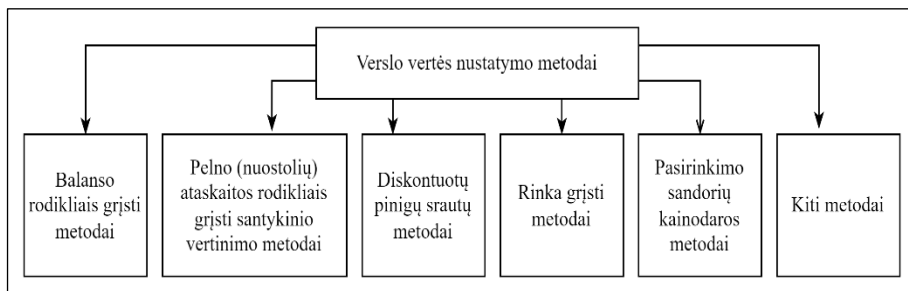 Verslo vertės nustatymo metodai
Balanso
rodikliais grįsti
metodai
Pelno (nuostolių)
ataskaitos rodikliais
grįsti santykinio
vertinimo metodai
Diskontuotų
pinigų srautų
metodai
Rinka grįsti
metodai
Pasirinkimo
sandorių
kainodaros
metodai
Kiti metodai